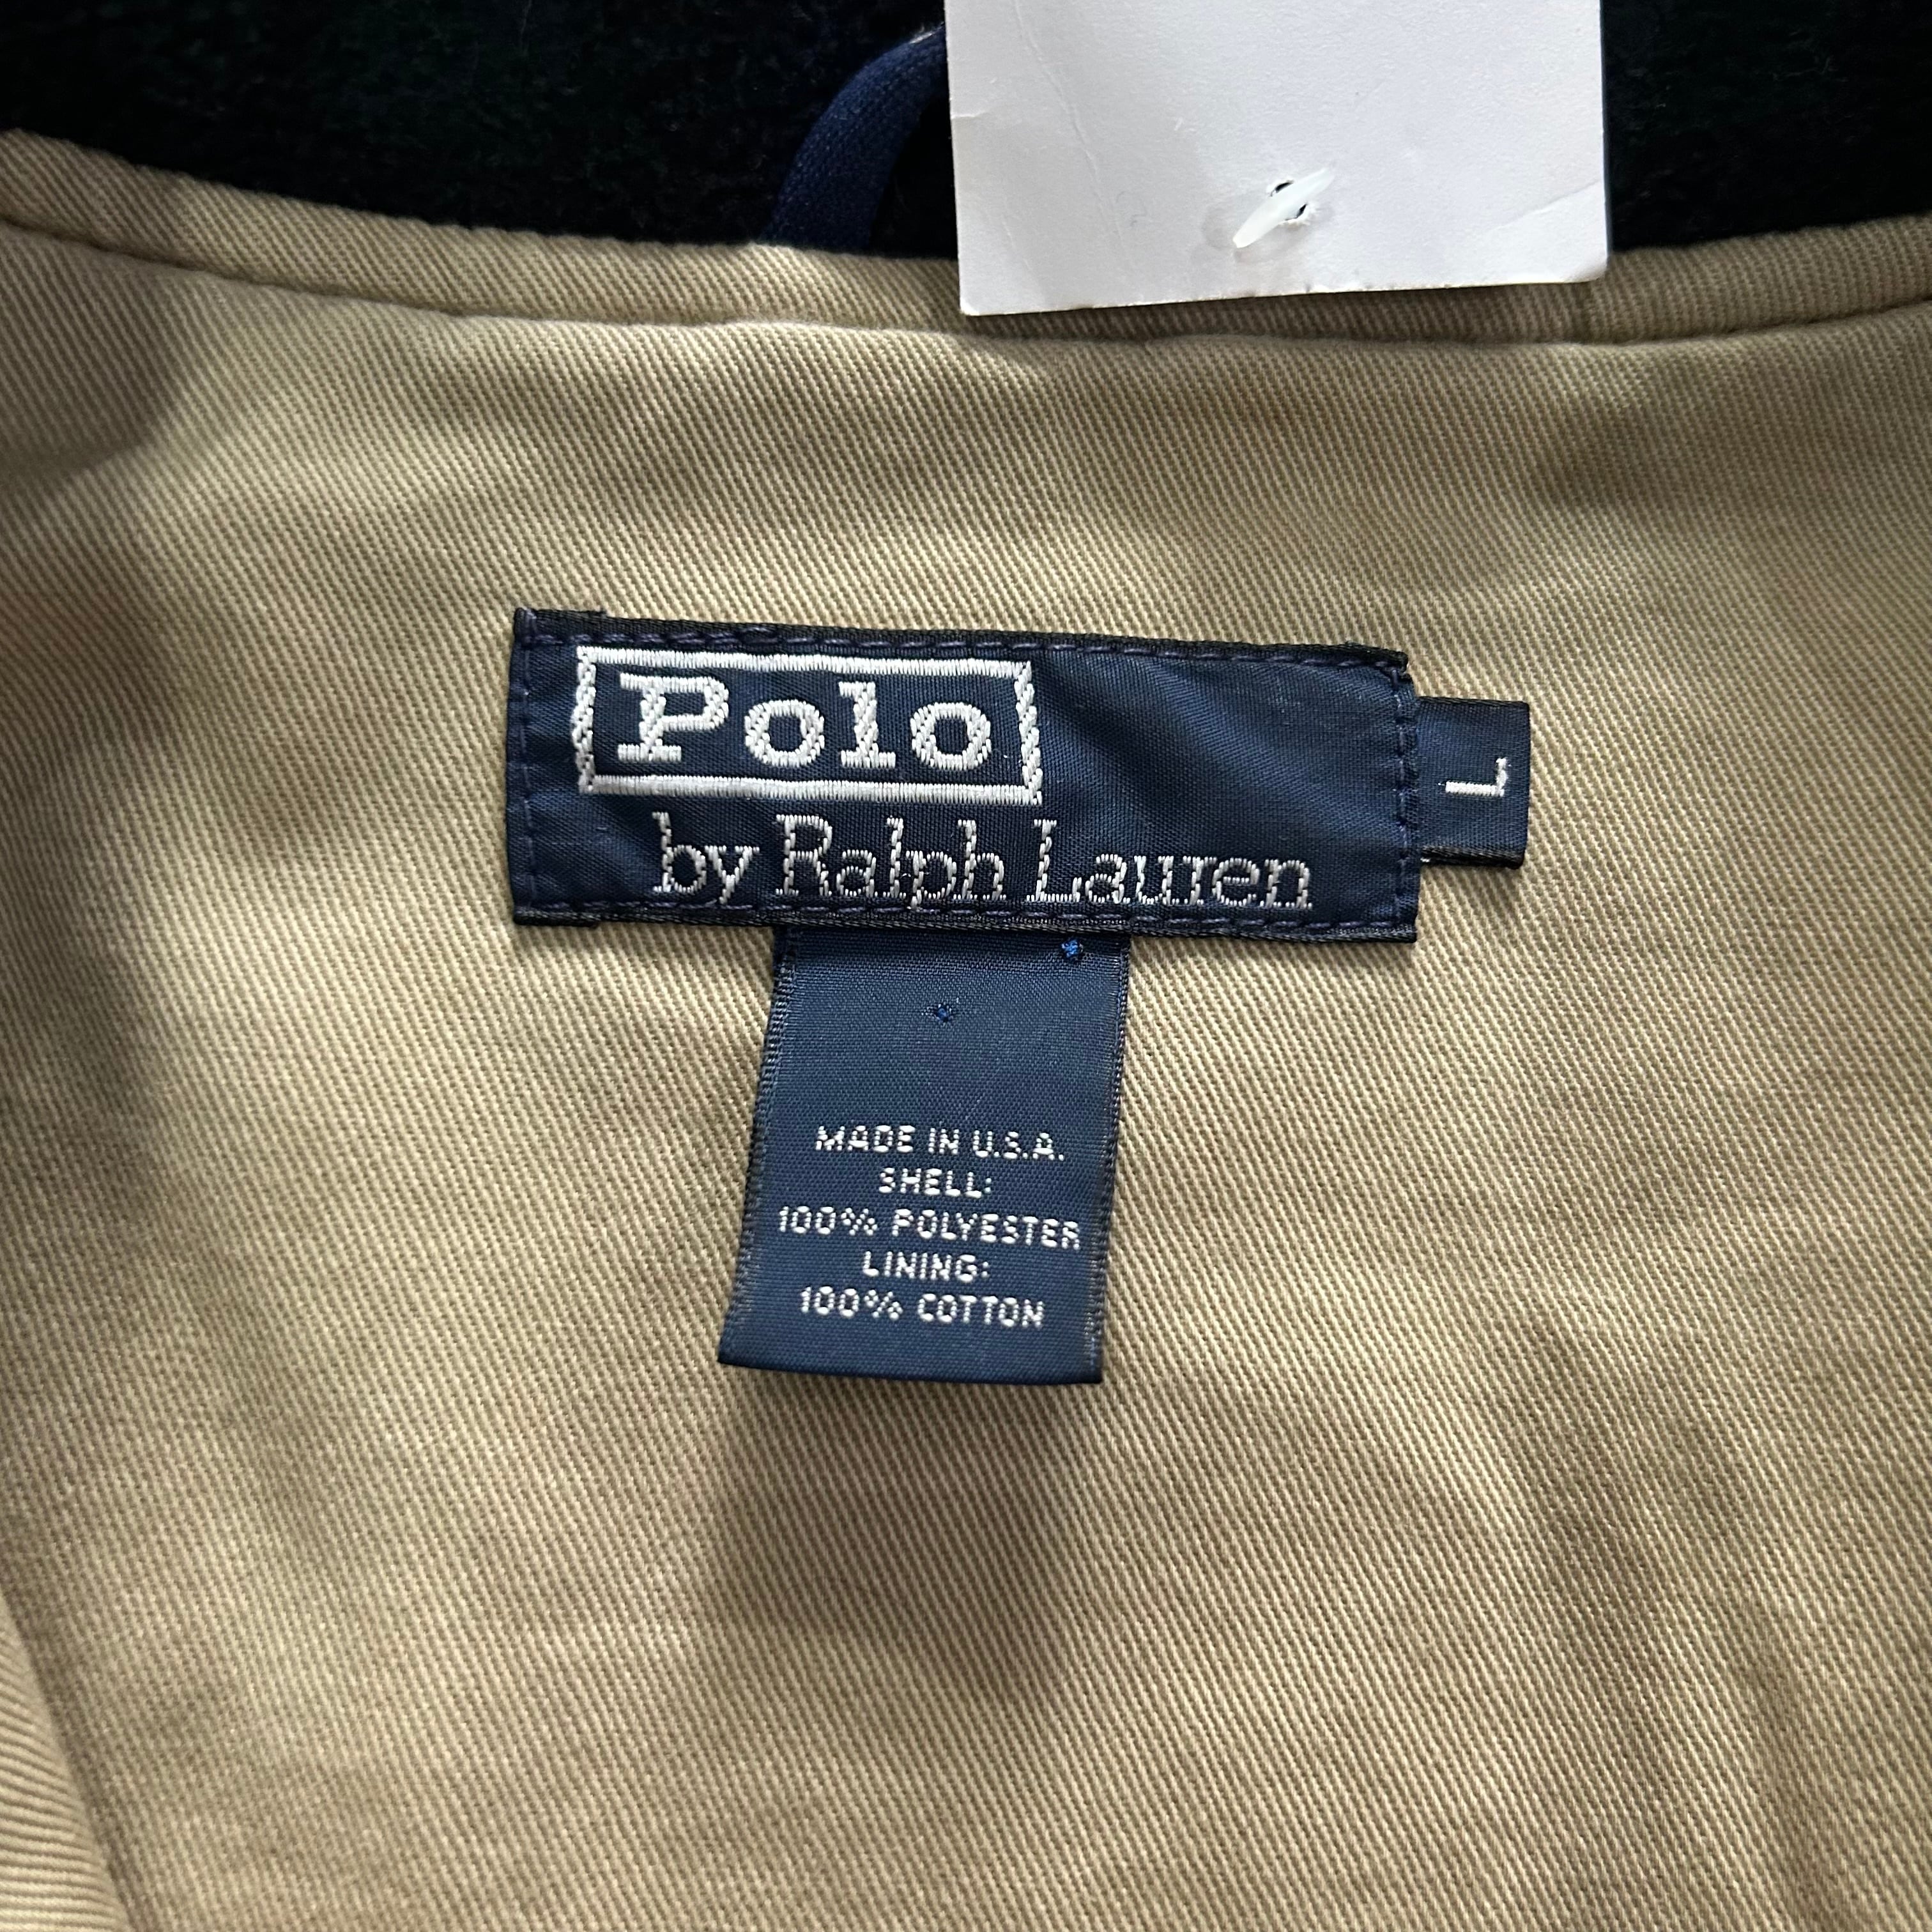 Polo
by Ralph Lauren
L
MADE IN U.S.A.
SHELL:
100% POLYESTER
LINING:
100% COTTON